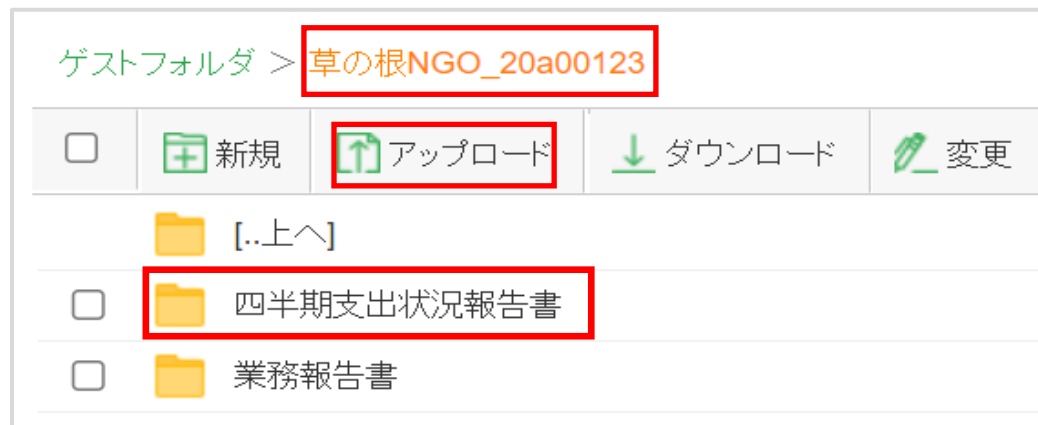 ゲストフォルダ > 草の根NGO_20a00123
新規 アップロード ダウンロード 変更
[..上へ]
四半期支出状況報告書
業務報告書